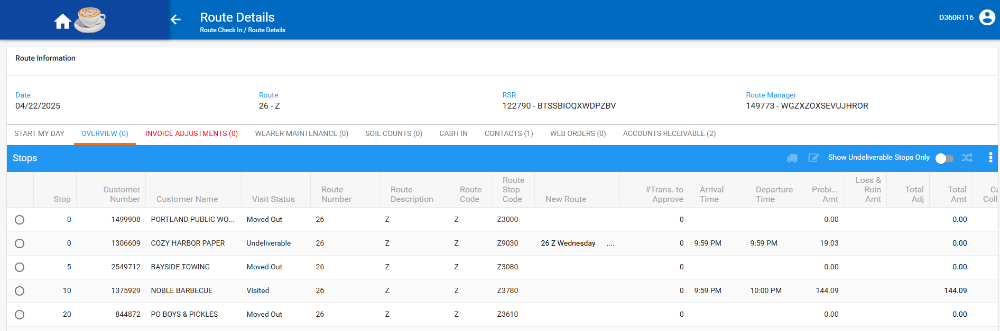 Route Details
Route Check In / Route Details
D360RT16
Route Information
Date
04/22/2025
Route
26 - Z
RSR
122790 - BTSSBIOQXWDPZBV
Route Manager
149773 - WGZXZOXSEVUJHROR
START MY DAY OVERVIEW (0) INVOICE ADJUSTMENTS (0) WEARER MAINTENANCE (0) SOIL COUNTS (0) CASH IN CONTACTS (1) WEB ORDERS (0) ACCOUNTS RECEIVABLE (2)
Stops Show Undeliverable Stops Only
Stop
Customer
Number
Customer Name
Visit Status
Route
Number
Route
Description
Route
Code
Route
Stop
Code
New Route
#Trans. to
Approve
Arrival
Time
Departure
Time
Prebi...
Amt
Loss &
Ruin
Amt
Total
Adj
Total
Amt
0 1499908 PORTLAND PUBLIC WO... Moved Out 26 Z Z Z3000 0 0.00 0.00
0 1306609 COZY HARBOR PAPER Undeliverable 26 Z Z Z9030 26 Z Wednesday .... 0 9:59 PM 9:59 PM 19.03 0.00
5 2549712 BAYSIDE TOWING Moved Out 26 Z Z Z3080 0 0.00 0.00
10 1375929 NOBLE BARBECUE Visited 26 Z Z Z3780 0 9:59 PM 10:00 PM 144.09 144.09
20 844872 PO BOYS & PICKLES Moved Out 26 Z Z Z3610 0 0.00 0.00